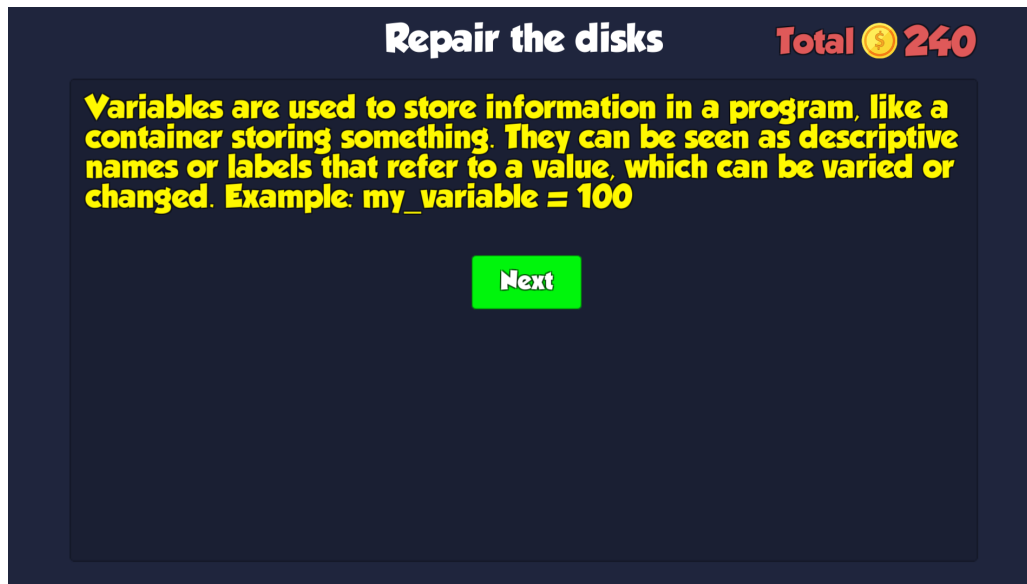 Repair the disks
Total $ 240
Variables are used to store information in a program, like a
container storing something. They can be seen as descriptive
names or labels that refer to a value, which can be varied or
changed. Example: my_variable = 100
Next